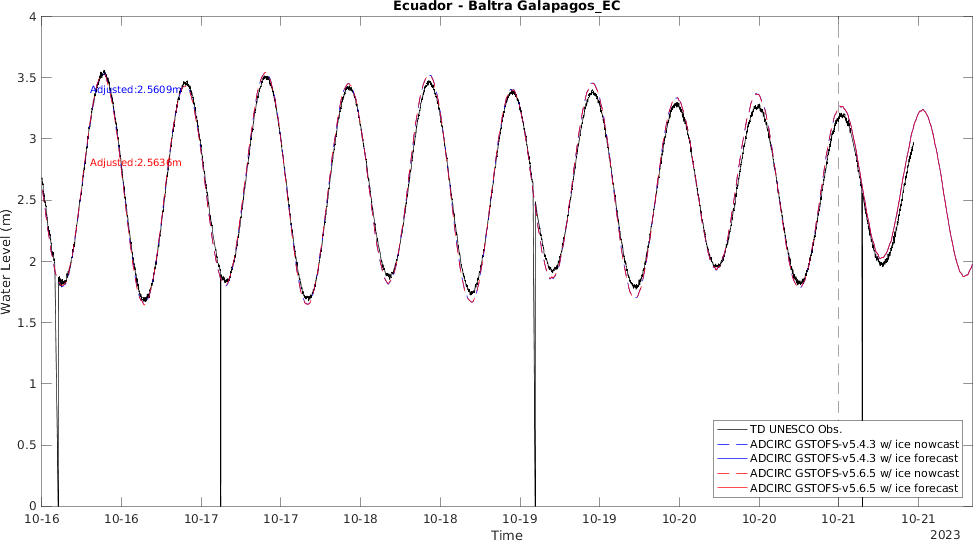 Ecuador - Baltra Galapagos_EC
4
3.5
3
2.5
2
1.5
1
0.5
0
Water Level (m)
Adjusted:2.5609m
Adjusted:2.5636m
TD UNESCO Obs.
ADCIRC GSTOFS-v5.4.3 w/ ice nowcast
ADCIRC GSTOFS-v5.4.3 w/ ice forecast
ADCIRC GSTOFS-v5.6.5 w/ ice nowcast
ADCIRC GSTOFS-v5.6.5 w/ ice forecast
10-16 10-16 10-17 10-17 10-18 10-18 10-19 10-19 10-20 10-20 10-21 10-21
2023
Time